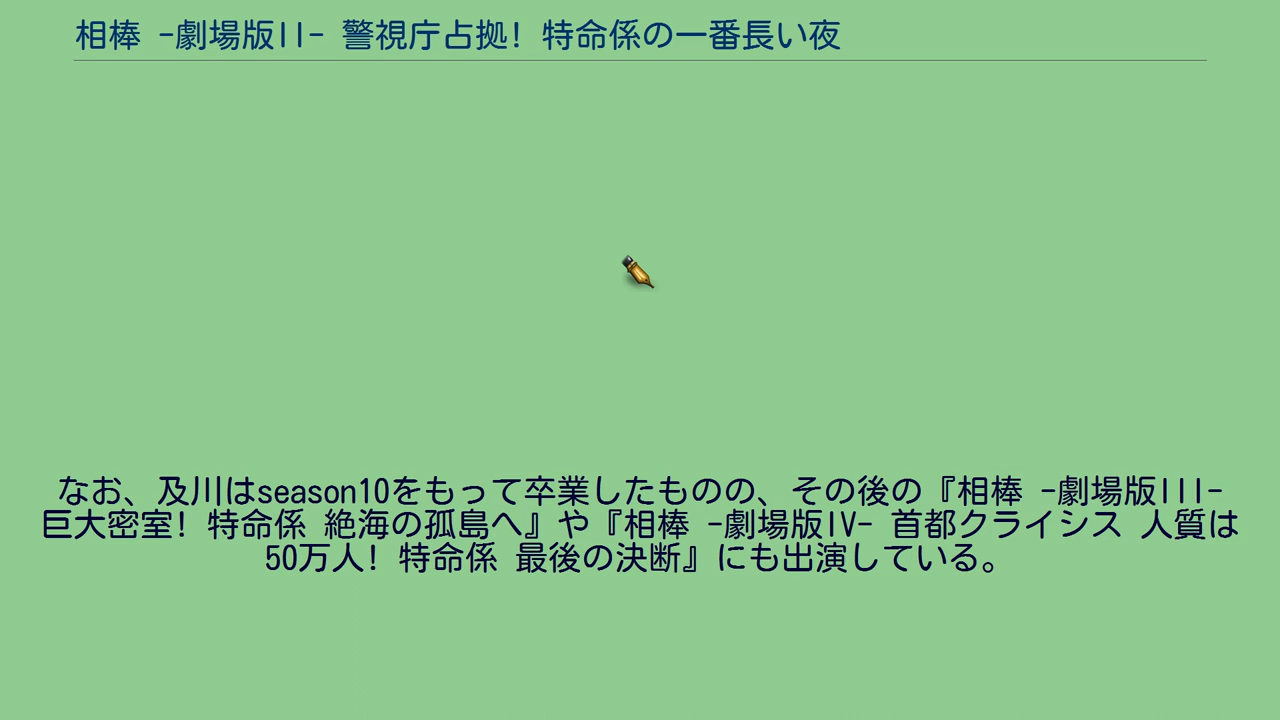 相棒 -劇場版II- 警視庁占拠! 特命係の一番長い夜
なお、及川はseason10をもって卒業したものの、その後の『相棒 -劇場版III-
巨大密室! 特命係 絶海の孤島へ』や『相棒 -劇場版IV- 首都クライシス 人質は
50万人! 特命係 最後の決断』にも出演している。